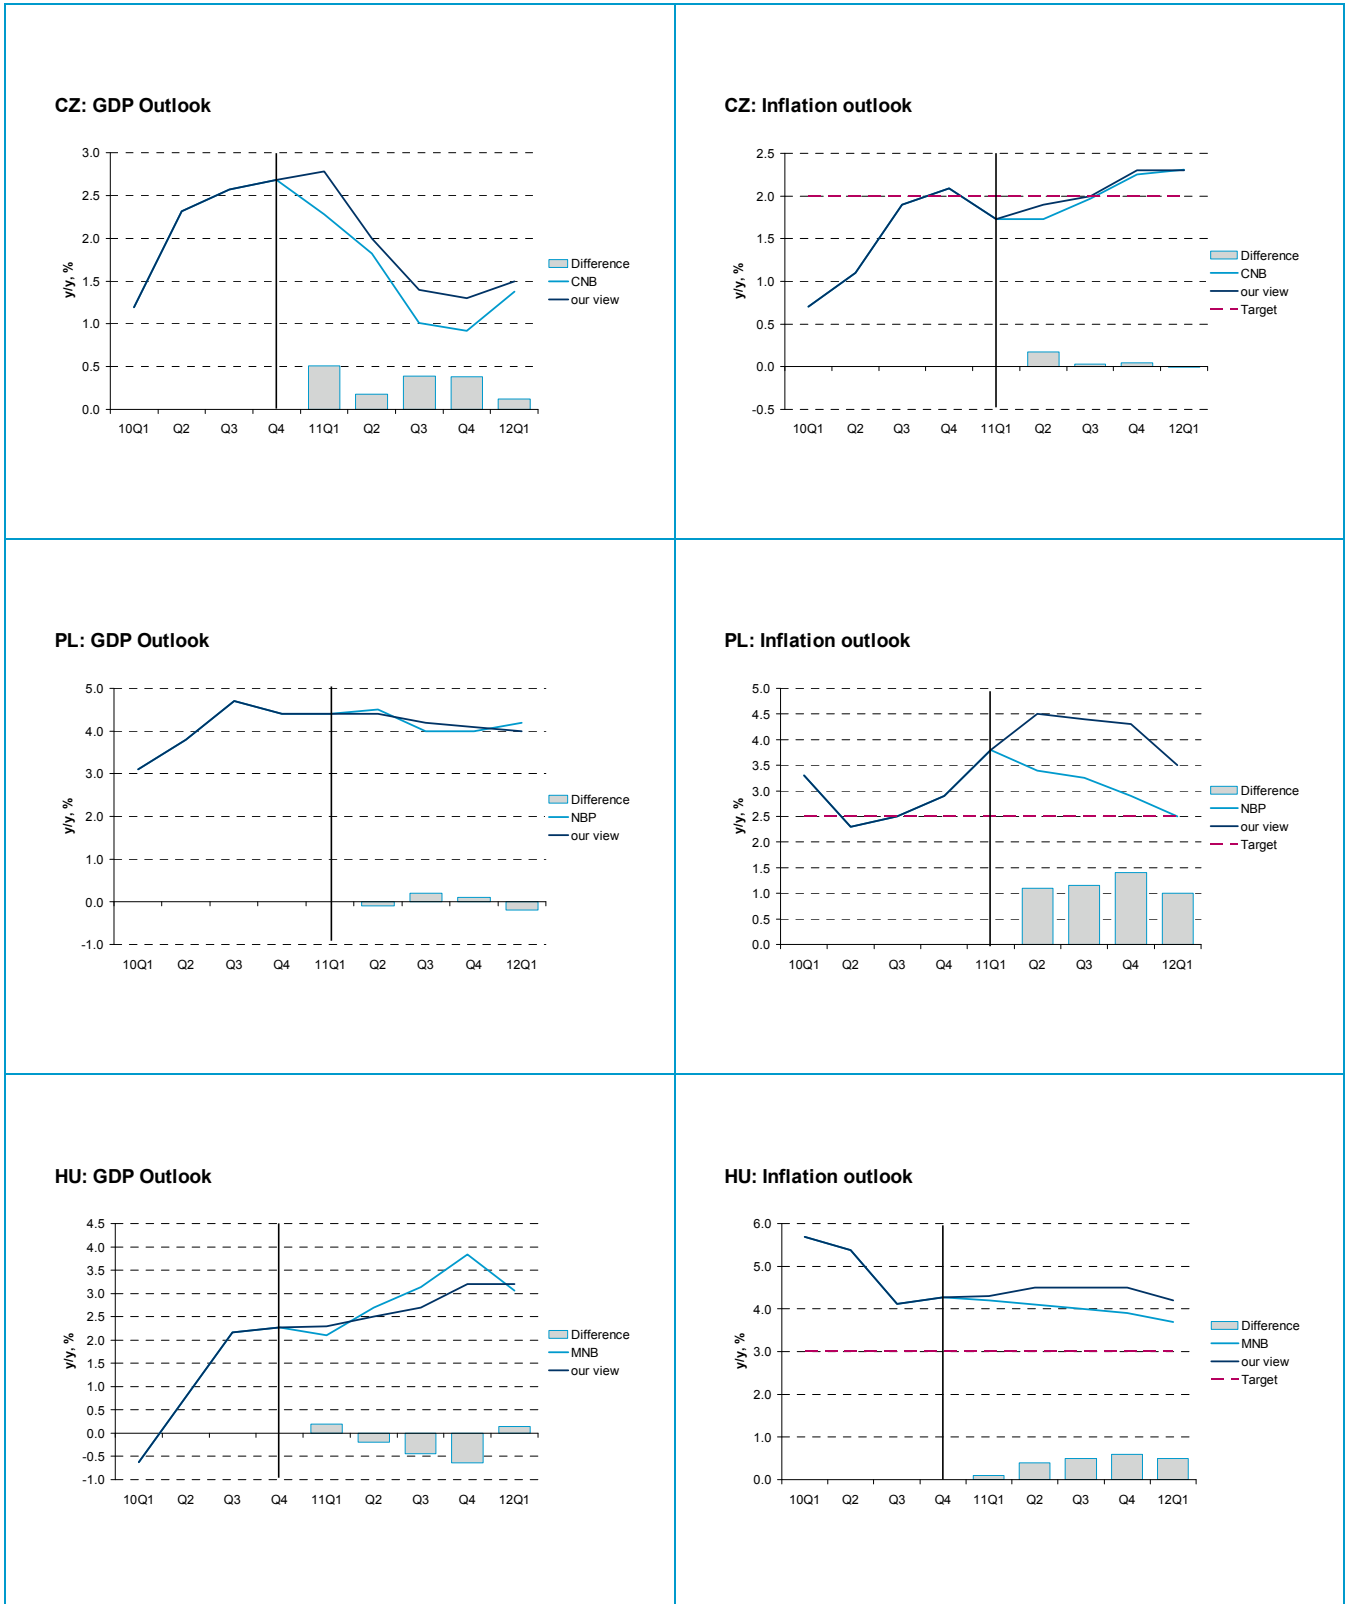 CZ: GDP Outlook
3.0
2.5
2.0
1.5
1.0
0.5
0.0
y/y, %
10Q1 Q2 Q3 Q4 11Q1 Q2 Q3 Q4 12Q1
Difference
CNB
our view
CZ: Inflation outlook
2.5
2.0
1.5
1.0
0.5
0.0
-0.5
y/y, %
10Q1 Q2 Q3 Q4 11Q1 Q2 Q3 Q4 12Q1
Difference
CNB
our view
Target
PL: GDP Outlook
5.0
4.0
3.0
2.0
1.0
0.0
-1.0
y/y, %
10Q1 Q2 Q3 Q4 11Q1 Q2 Q3 Q4 12Q1
Difference
NBP
our view
PL: Inflation outlook
5.0
4.5
4.0
3.5
3.0
2.5
2.0
1.5
1.0
0.5
0.0
y/y, %
10Q1 Q2 Q3 Q4 11Q1 Q2 Q3 Q4 12Q1
Difference
NBP
our view
Target
HU: GDP Outlook
4.5
4.0
3.5
3.0
2.5
2.0
1.5
1.0
0.5
0.0
-0.5
-1.0
y/y, %
10Q1 Q2 Q3 Q4 11Q1 Q2 Q3 Q4 12Q1
Difference
MNB
our view
HU: Inflation outlook
6.0
5.0
4.0
3.0
2.0
1.0
0.0
y/y, %
10Q1 Q2 Q3 Q4 11Q1 Q2 Q3 Q4 12Q1
Difference
MNB
our view
Target